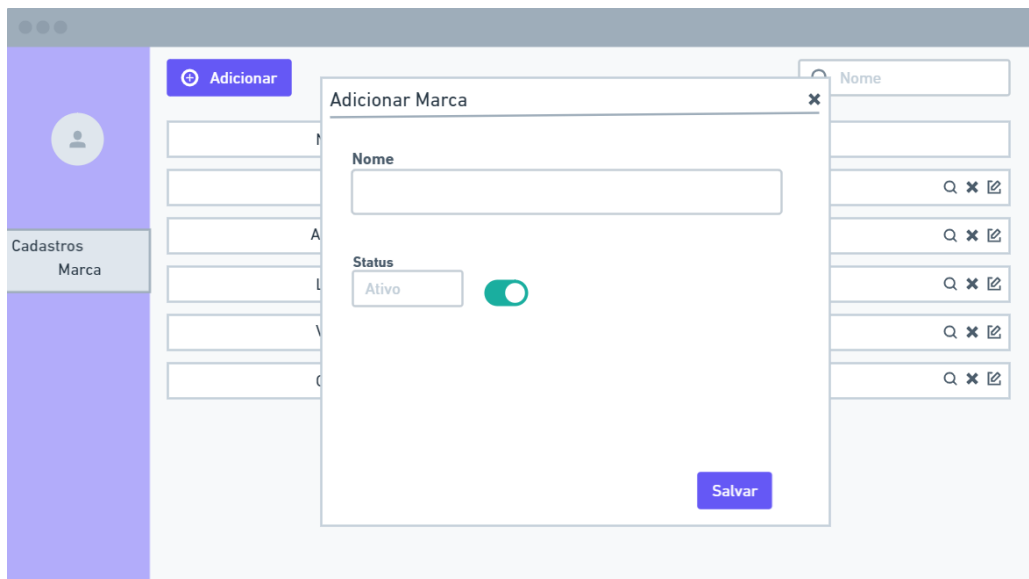 Adicionar
Nome
Adicionar Marca
Nome
Cadastros
Marca
Status
Ativo
Salvar